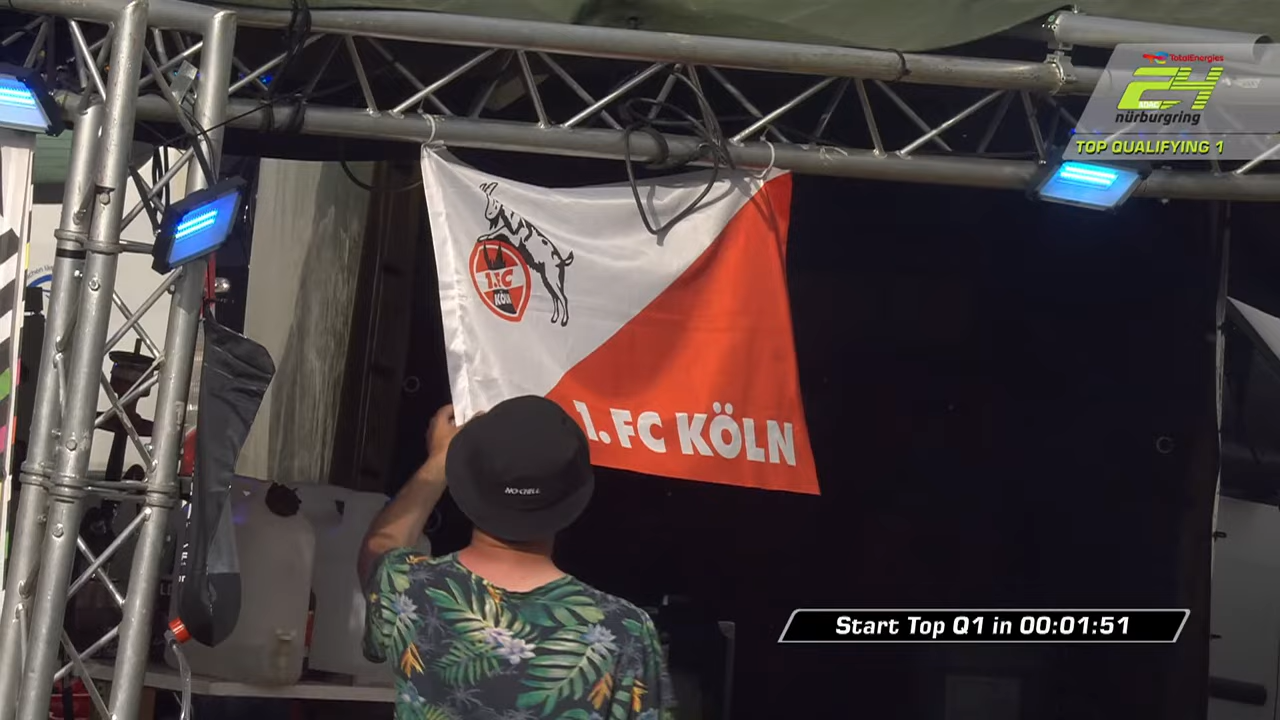 TotalEnergies
24
ADAC
nürburgring
TOP QUALIFYING 1
1.FC
KÖLN
1. FC KÖLN
NO CHILL
Start Top Q1 in 00:01:51